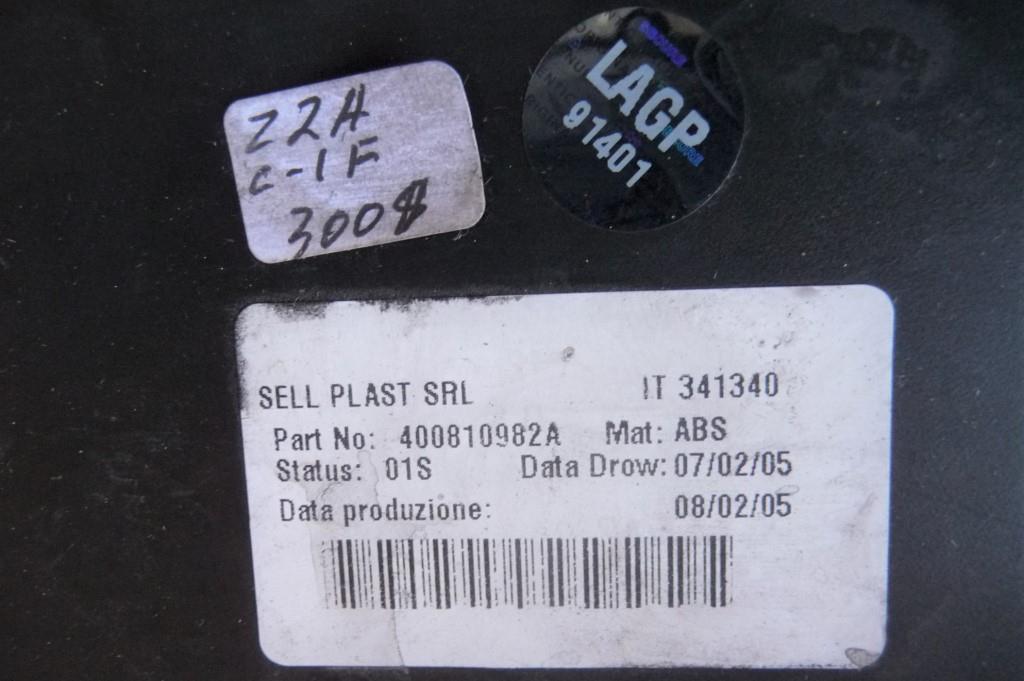 Z2A
C-1F
3008
LAGP
91401
SELL PLAST SRL IT 341340
Part No: 400810982A Mat: ABS
Status: 01S Data Drow: 07/02/05
Data produzione: 08/02/05